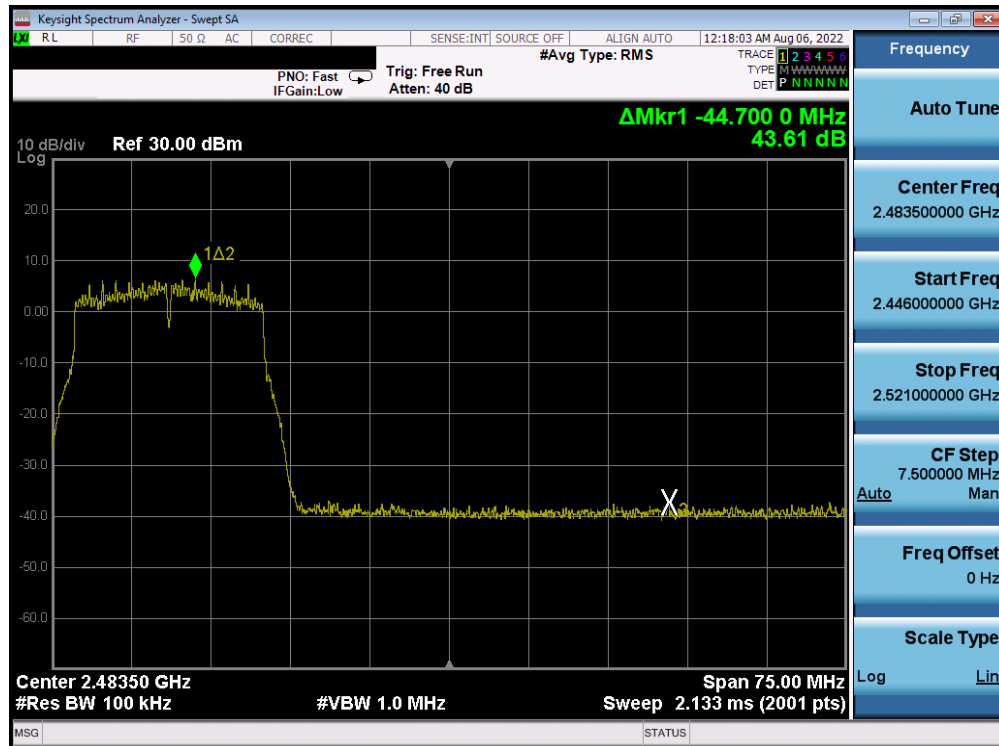 Keysight Spectrum Analyzer - Swept SA
LXI RL RF 50 Ω AC CORREC SENSE:INT SOURCE OFF ALIGN AUTO 12:18:03 AM Aug 06, 2022
Frequency
#Avg Type: RMS TRACE 1 2 3 4 5 6
PNO: Fast Trig: Free Run TYPE M WWWWW
IFGain:Low Atten: 40 dB DET P N N N N N
Auto Tune
ΔMkr1 -44.700 0 MHz
43.61 dB
10 dB/div Ref 30.00 dBm
Log
20.0
10.0
0.00
-10.0
-20.0
-30.0
-40.0
-50.0
-60.0
1Δ2
X
Center Freq
2.483500000 GHz
Start Freq
2.446000000 GHz
Stop Freq
2.521000000 GHz
CF Step
7.500000 MHz
Auto Man
Freq Offset
0 Hz
Scale Type
Log Lin
Center 2.48350 GHz Span 75.00 MHz
#Res BW 100 kHz #VBW 1.0 MHz Sweep 2.133 ms (2001 pts)
MSG STATUS